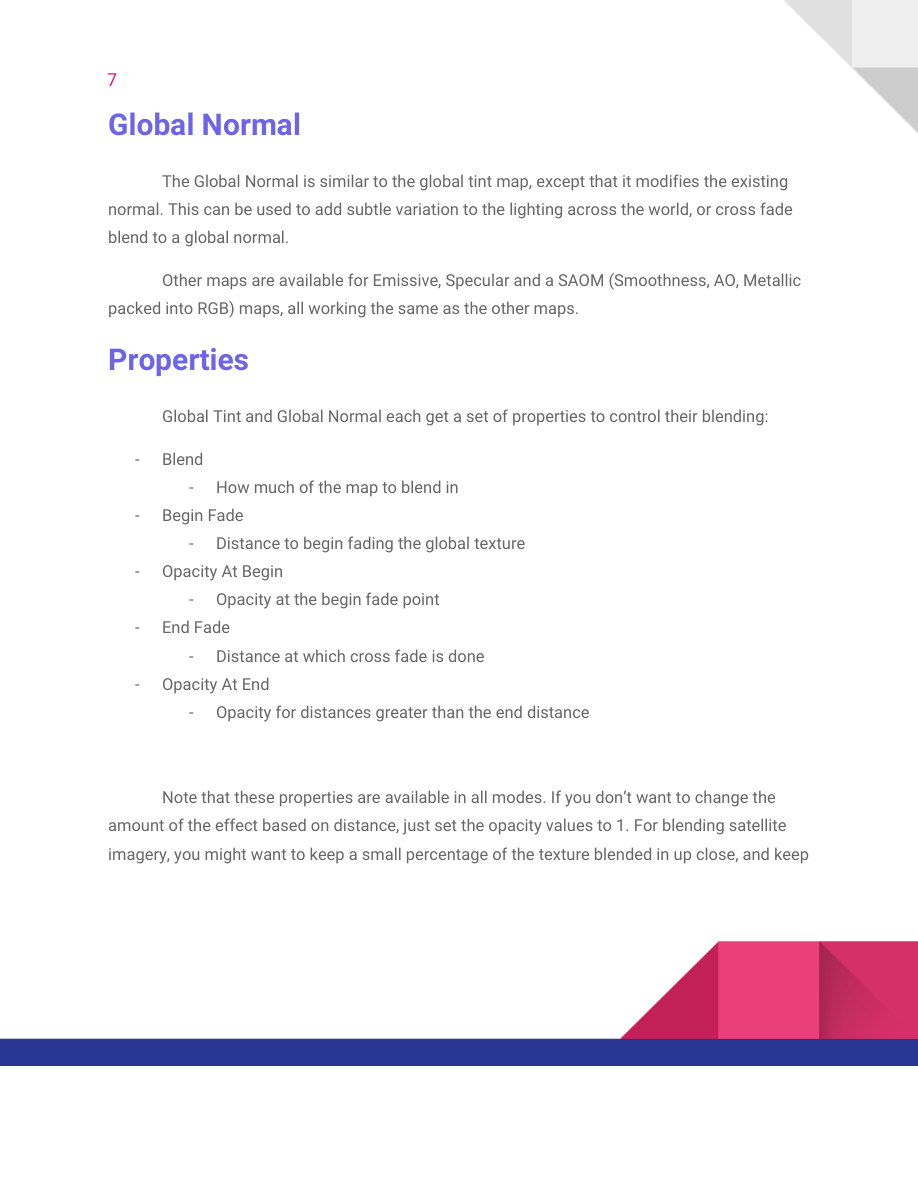 7
Global Normal
The Global Normal is similar to the global tint map, except that it modifies the existing
normal. This can be used to add subtle variation to the lighting across the world, or cross fade
blend to a global normal.
Other maps are available for Emissive, Specular and a SAOM (Smoothness, AO, Metallic
packed into RGB) maps, all working the same as the other maps.
Properties
Global Tint and Global Normal each get a set of properties to control their blending:
- Blend
- How much of the map to blend in
- Begin Fade
- Distance to begin fading the global texture
- Opacity At Begin
- Opacity at the begin fade point
- End Fade
- Distance at which cross fade is done
- Opacity At End
- Opacity for distances greater than the end distance
Note that these properties are available in all modes. If you don’t want to change the
amount of the effect based on distance, just set the opacity values to 1. For blending satellite
imagery, you might want to keep a small percentage of the texture blended in up close, and keep